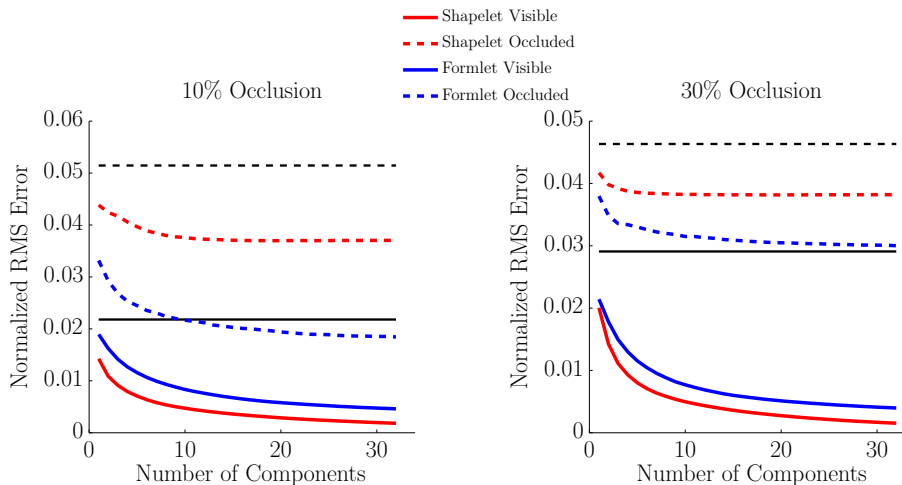 Shapelet Visible
Shapelet Occluded
Formlet Visible
Formlet Occluded
10% Occlusion
Normalized RMS Error
0.06
0.05
0.04
0.03
0.02
0.01
0
0
10
20
30
Number of Components
30% Occlusion
Normalized RMS Error
0.05
0.04
0.03
0.02
0.01
0
0
10
20
30
Number of Components